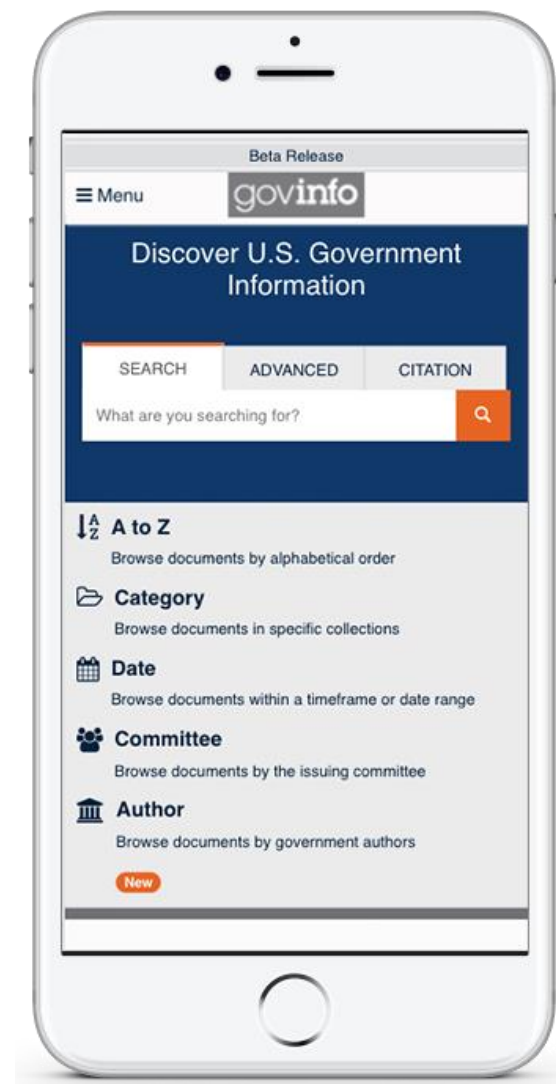 Beta Release
Menu
govinfo
Discover U.S. Government
Information
SEARCH ADVANCED CITATION
What are you searching for?
A to Z
Browse documents by alphabetical order
Category
Browse documents in specific collections
Date
Browse documents within a timeframe or date range
Committee
Browse documents by the issuing committee
Author
Browse documents by government authors
New